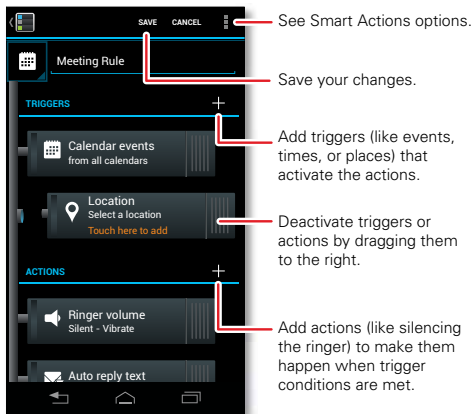 SAVE CANCEL
Meeting Rule
TRIGGERS
Calendar events
from all calendars
Location
Select a location
Touch here to add
ACTIONS
Ringer volume
Silent - Vibrate
Auto reply text
See Smart Actions options.
Save your changes.
Add triggers (like events,
times, or places) that
activate the actions.
Deactivate triggers or
actions by dragging them
to the right.
Add actions (like silencing
the ringer) to make them
happen when trigger
conditions are met.